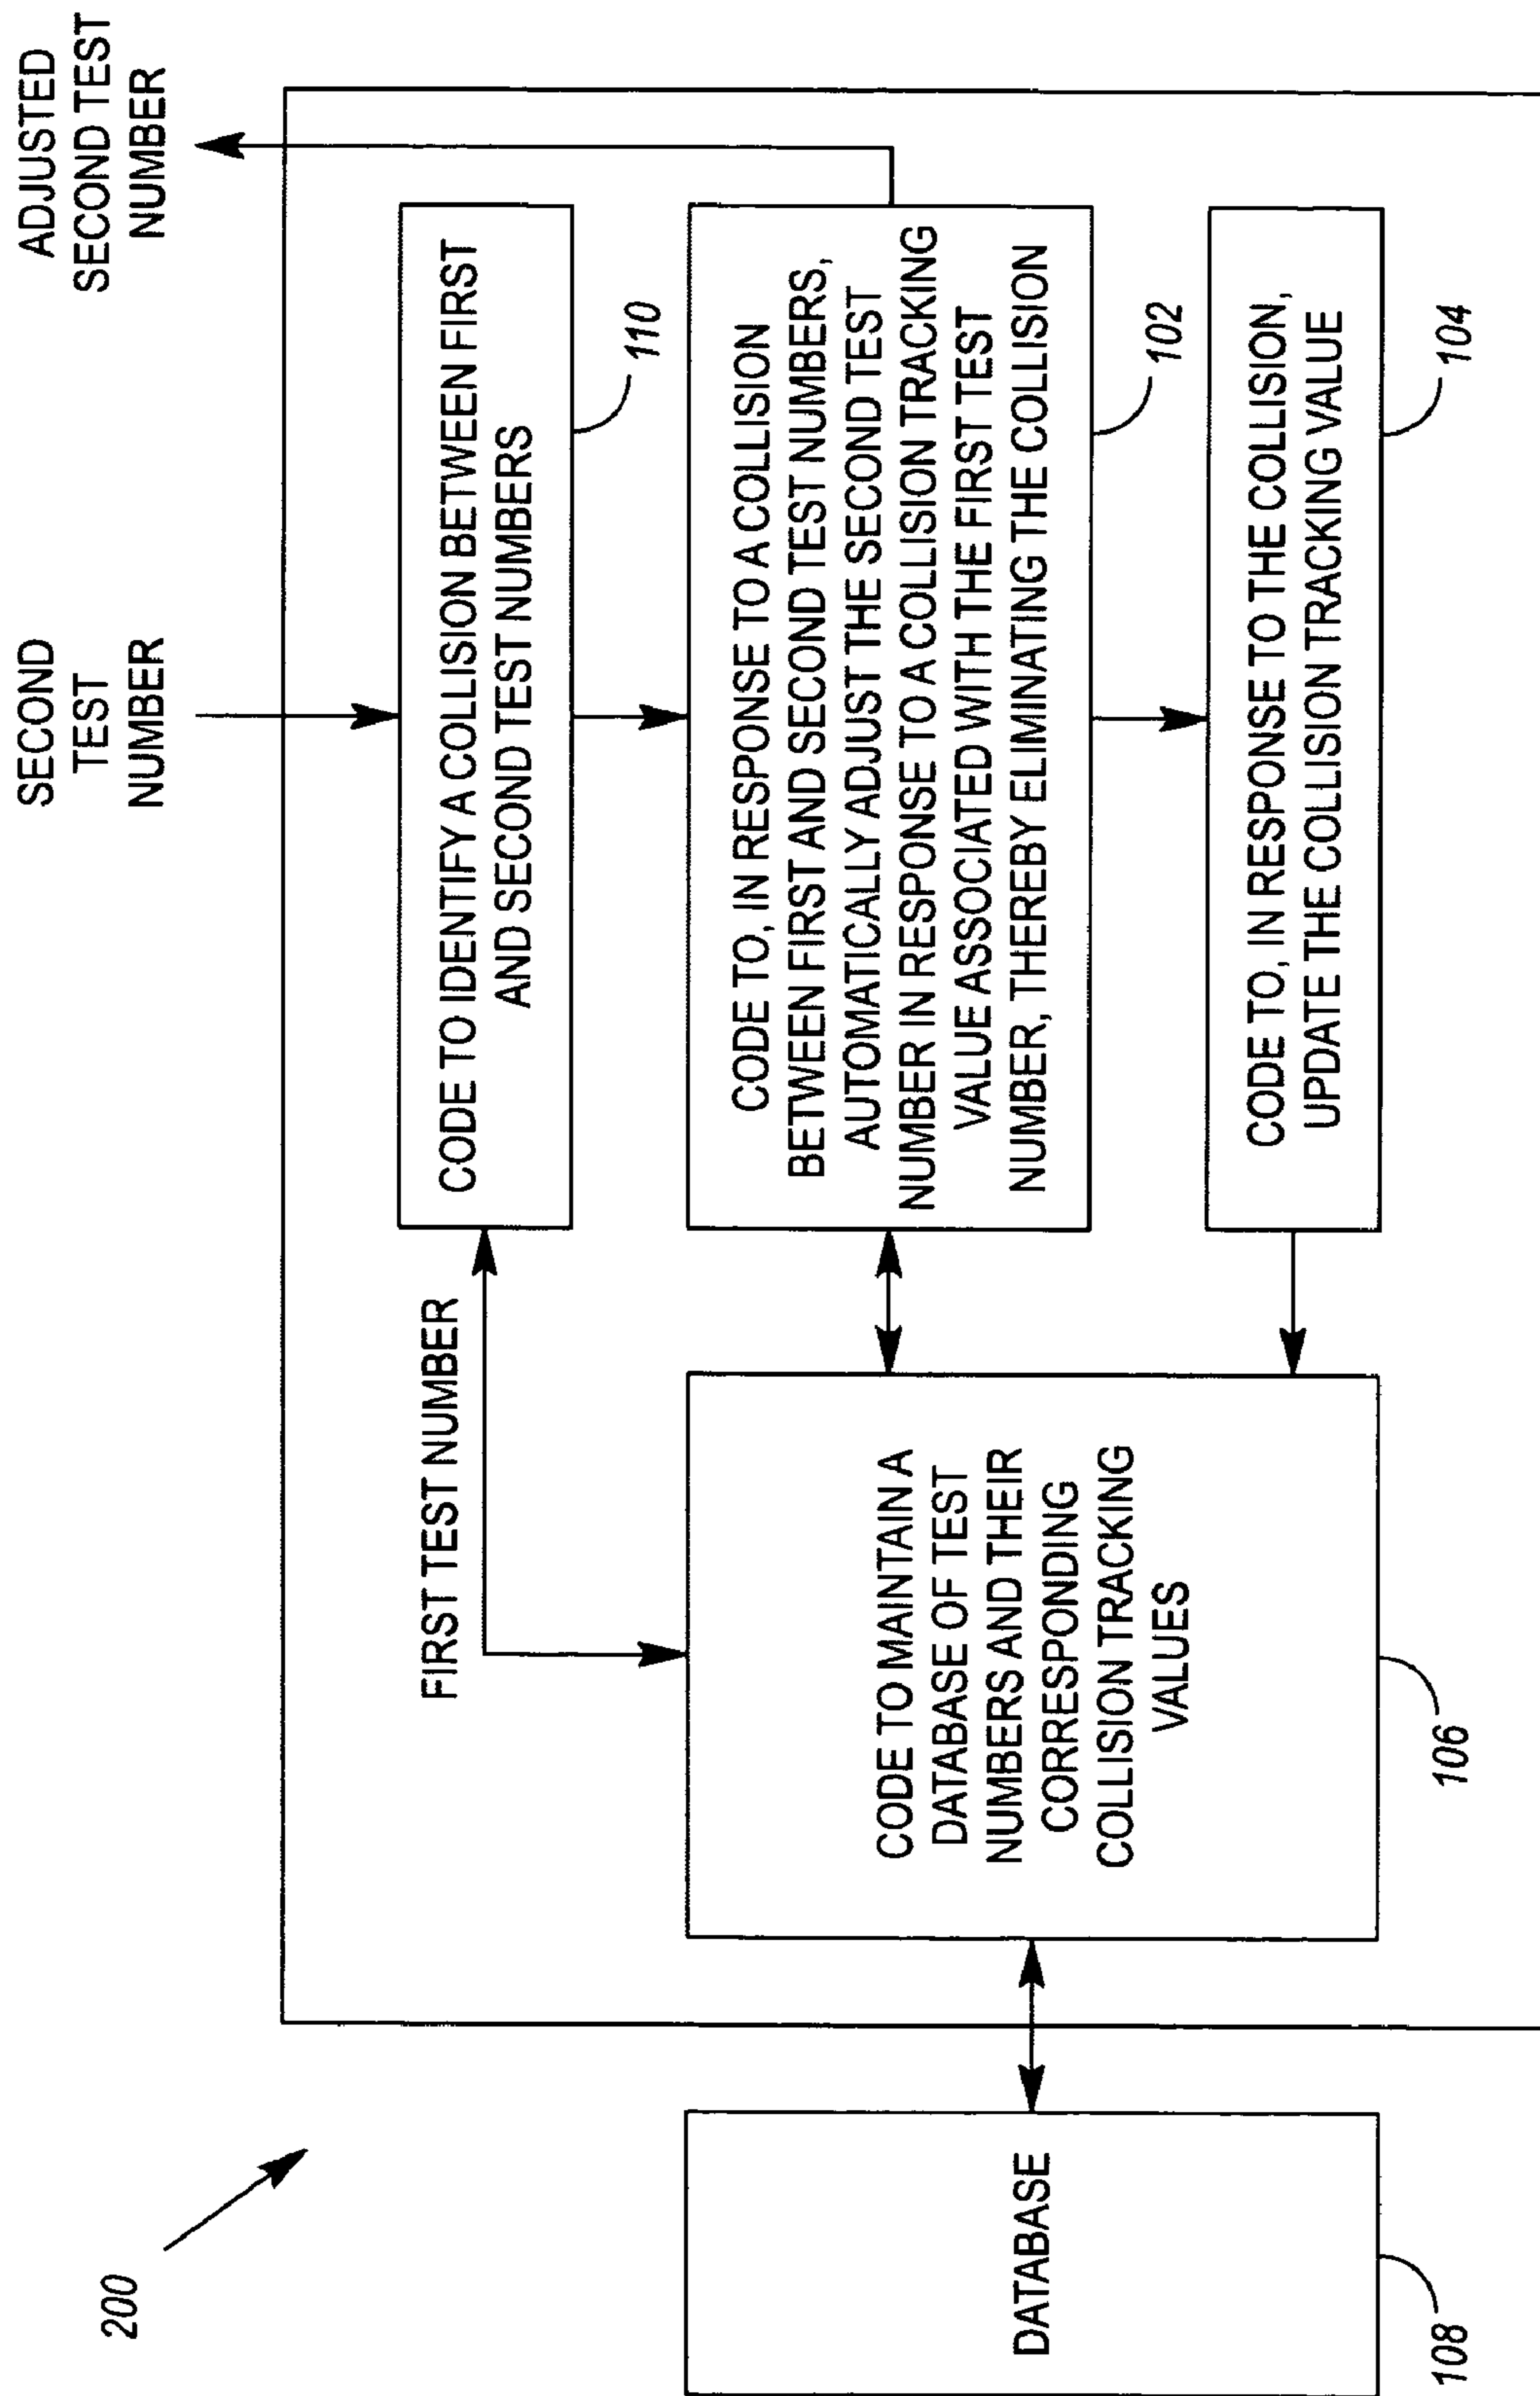 200
SECOND
TEST
NUMBER
ADJUSTED
SECOND TEST
NUMBER
FIRST TEST NUMBER
CODE TO IDENTIFY A COLLISION BETWEEN FIRST
AND SECOND TEST NUMBERS
110
CODE TO, IN RESPONSE TO A COLLISION
BETWEEN FIRST AND SECOND TEST NUMBERS,
AUTOMATICALLY ADJUST THE SECOND TEST
NUMBER IN RESPONSE TO A COLLISION TRACKING
VALUE ASSOCIATED WITH THE FIRST TEST
NUMBER, THEREBY ELIMINATING THE COLLISION
102
CODE TO, IN RESPONSE TO THE COLLISION,
UPDATE THE COLLISION TRACKING VALUE
104
CODE TO MAINTAIN A
DATABASE OF TEST
NUMBERS AND THEIR
CORRESPONDING
COLLISION TRACKING
VALUES
106
DATABASE
108